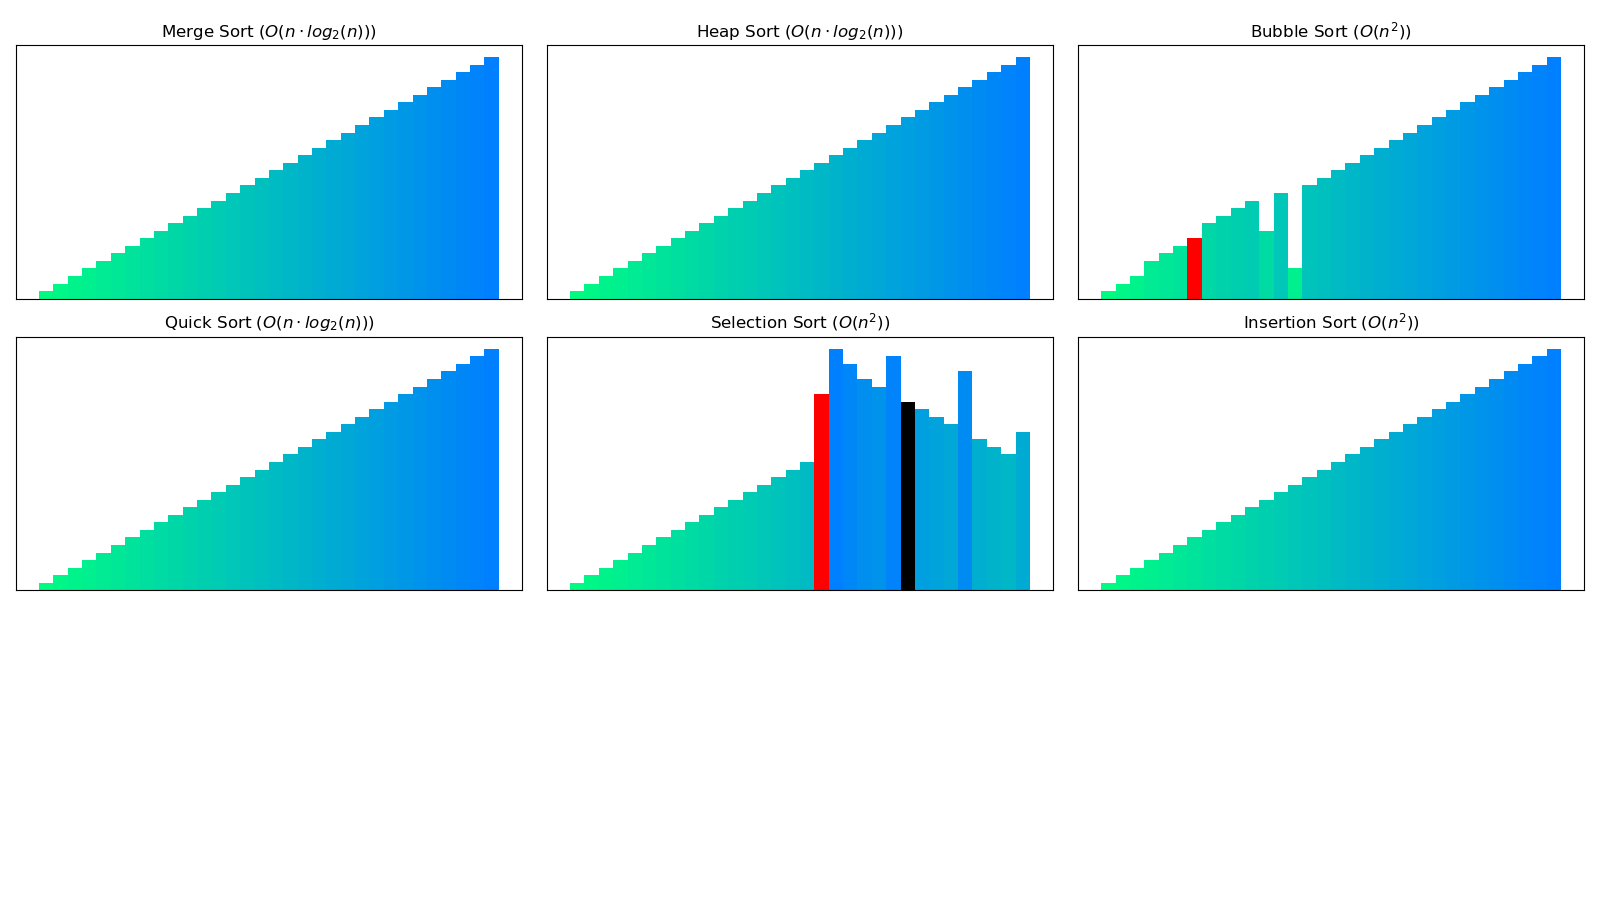 Merge Sort (O(n · log₂(n)))
Heap Sort (O(n · log₂(n)))
Bubble Sort (O(n²))
Quick Sort (O(n · log₂(n)))
Selection Sort (O(n²))
Insertion Sort (O(n²))